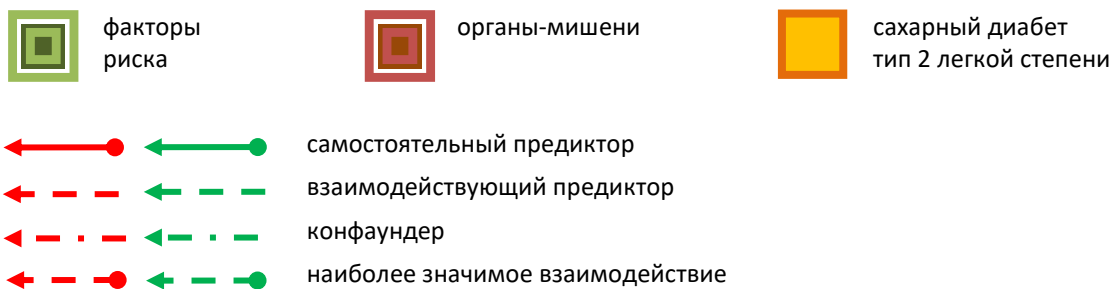 факторы
риска
органы-мишени
сахарный диабет
тип 2 легкой степени
самостоятельный предиктор
взаимодействующий предиктор
конфаундер
наиболее значимое взаимодействие